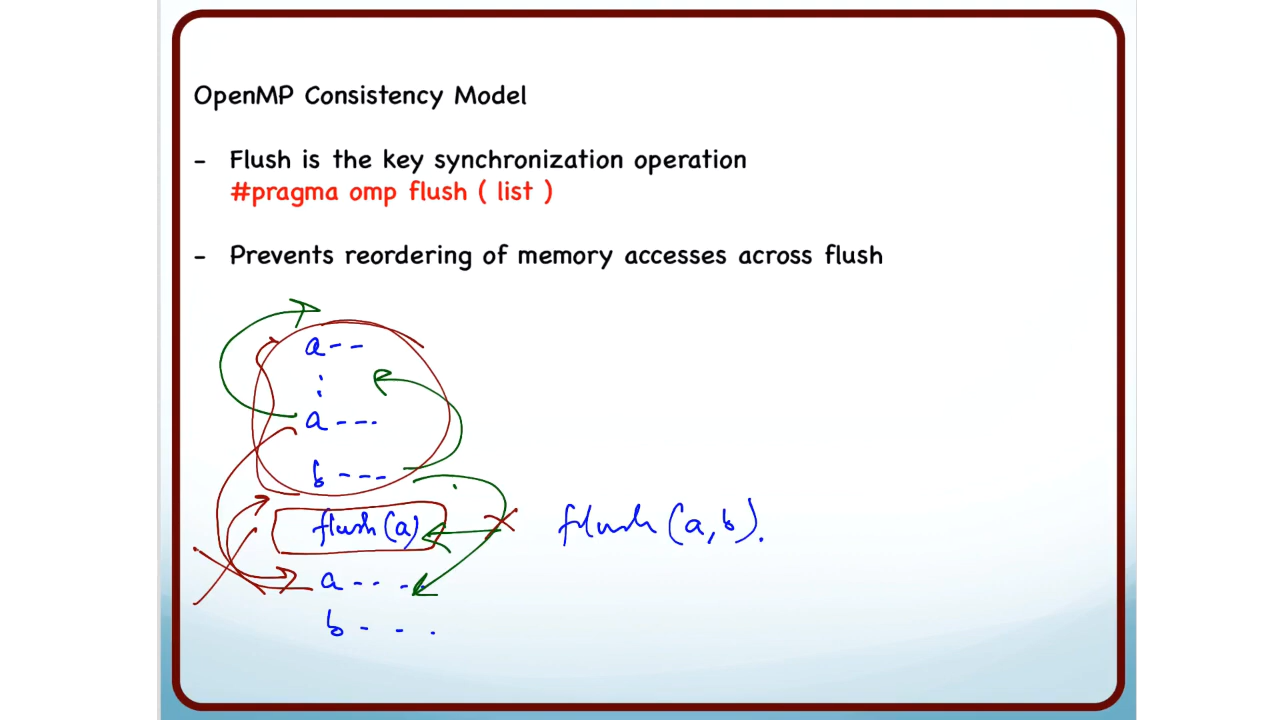 OpenMP Consistency Model
- Flush is the key synchronization operation
#pragma omp flush ( list )
- Prevents reordering of memory accesses across flush
a - -
:
a - - -
b - - -
flush(a) flush(a,b).
a - - - -
b - - .